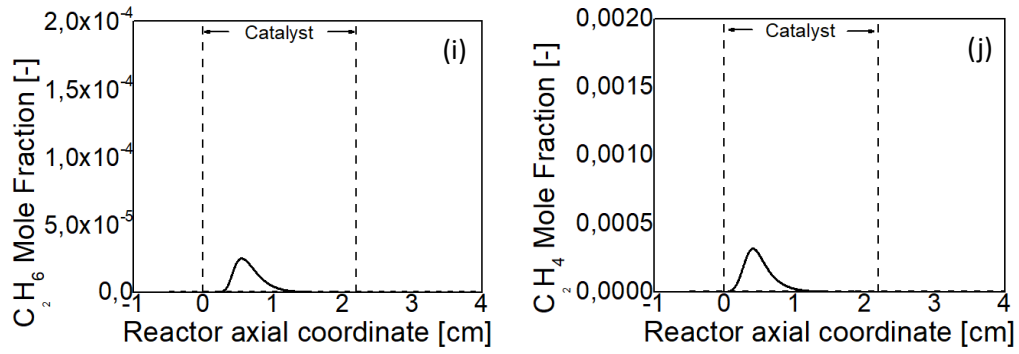 2,0x10⁻⁴
1,5x10⁻⁴
1,0x10⁻⁴
5,0x10⁻⁵
0,0
C₂H₆ Mole Fraction [-]
Catalyst
(i)
-1 0 1 2 3 4
Reactor axial coordinate [cm]
0,0020
0,0015
0,0010
0,0005
0,0000
C₂H₄ Mole Fraction [-]
Catalyst
(j)
-1 0 1 2 3 4
Reactor axial coordinate [cm]